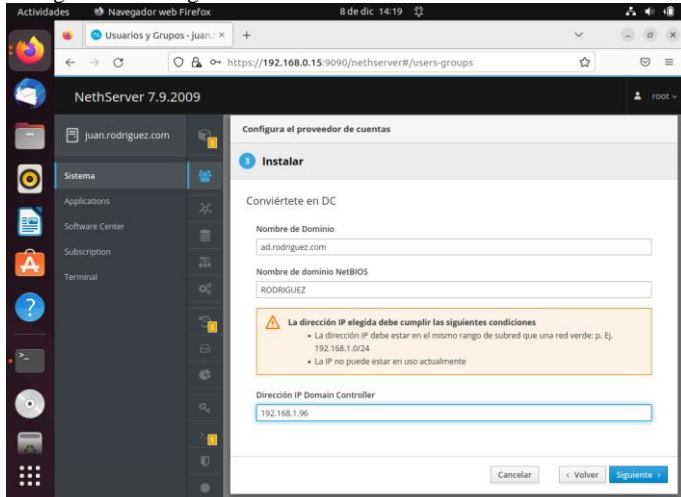 Actividades
Navegador web Firefox
8 de dic 14:19
Usuarios y Grupos - juan.r
https://192.168.0.15:9090/nethserver#/users-groups
NethServer 7.9.2009
root
juan.rodriguez.com
Sistema
Applications
Software Center
Subscription
Terminal
Configura el proveedor de cuentas
3 Instalar
Conviértete en DC
Nombre de Dominio
ad.rodriguez.com
Nombre de dominio NetBIOS
RODRIGUEZ
La dirección IP elegida debe cumplir las siguientes condiciones
• La dirección IP debe estar en el mismo rango de subred que una red verde: p. Ej.
192.168.1.0/24
• La IP no puede estar en uso actualmente
Dirección IP Domain Controller
192.168.1.96
Cancelar
‹ Volver
Siguiente ›